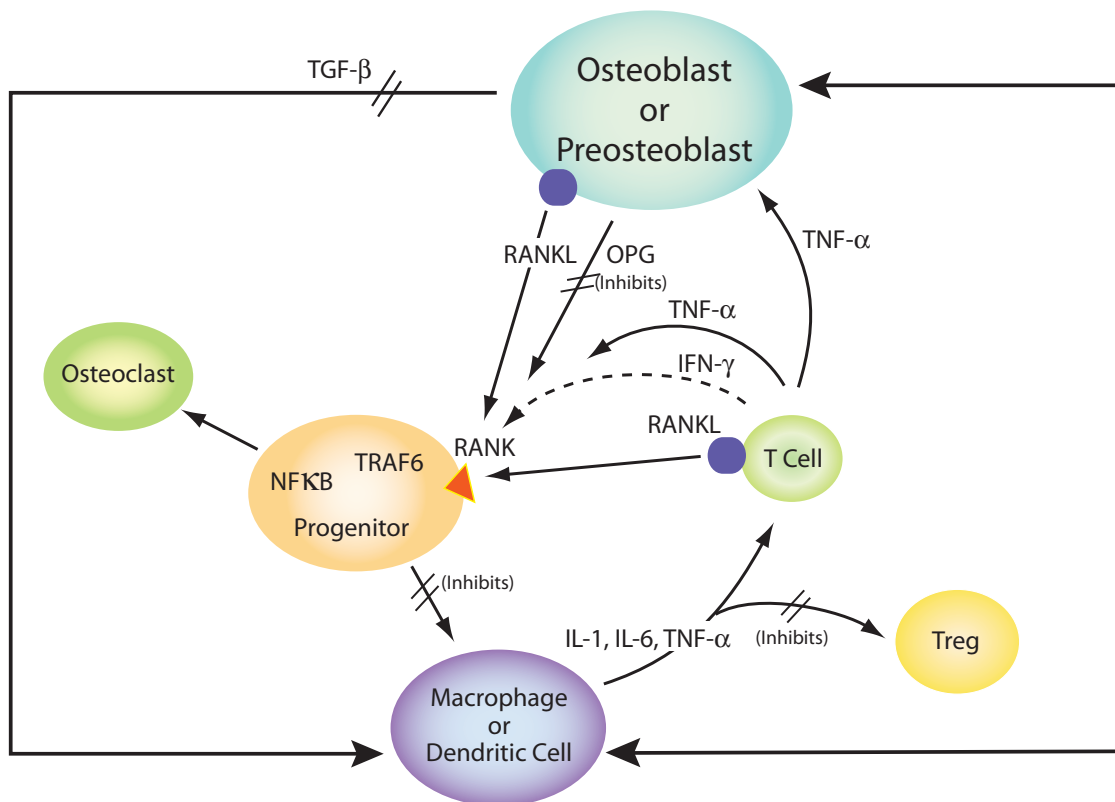 TGF-β
Osteoblast
or
Preosteoblast
TNF-α
RANKL
OPG
(Inhibits)
TNF-α
IFN-γ
Osteoclast
RANKL
RANK
TRAF6
T Cell
NFκB
Progenitor
(Inhibits)
IL-1, IL-6, TNF-α
(Inhibits)
Treg
Macrophage
or
Dendritic Cell